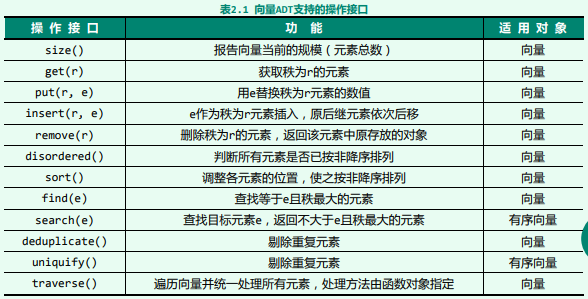 表2.1 向量ADT支持的操作接口
操 作 接 口 功 能 适 用 对 象
size() 报告向量当前的规模（元素总数） 向量
get(r) 获取秩为r的元素 向量
put(r, e) 用e替换秩为r元素的数值 向量
insert(r, e) e作为秩为r元素插入，原后继元素依次后移 向量
remove(r) 删除秩为r的元素，返回该元素中原存放的对象 向量
disordered() 判断所有元素是否已按非降序排列 向量
sort() 调整各元素的位置，使之按非降序排列 向量
find(e) 查找等于e且秩最大的元素 向量
search(e) 查找目标元素e，返回不大于e且秩最大的元素 有序向量
deduplicate() 剔除重复元素 向量
uniquify() 剔除重复元素 有序向量
traverse() 遍历向量并统一处理所有元素，处理方法由函数对象指定 向量